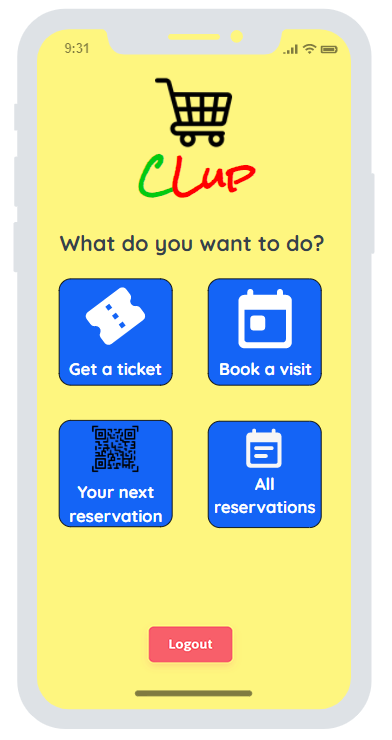 9:31
CLup
What do you want to do?
Get a ticket
Book a visit
Your next
reservation
All
reservations
Logout